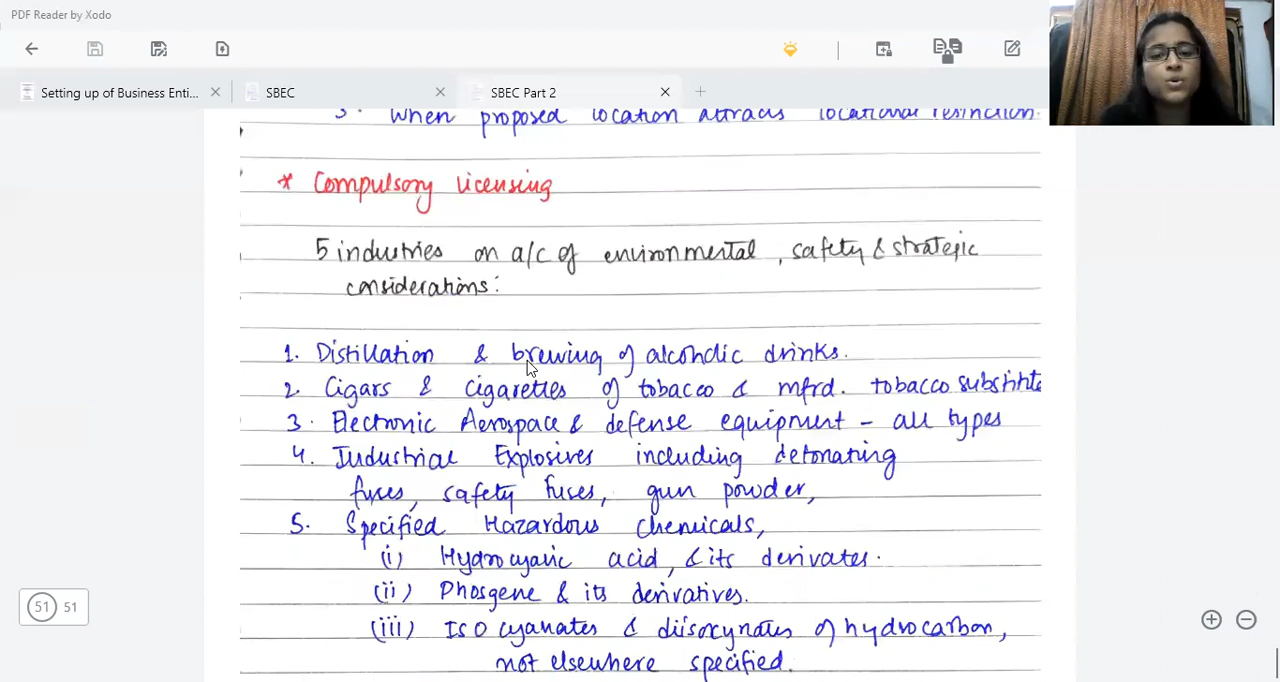 PDF Reader by Xodo
Setting up of Business Enti...
SBEC
SBEC Part 2
3. When proposed location attracts locational restriction.
* Compulsory licensing
5 industries on a/c of environmental, safety & strategic
considerations:
1. Distillation & brewing of alcoholic drinks.
2. Cigars & cigarettes of tobacco & mfrd. tobacco substitute
3. Electronic Aerospace & defense equipment - all types
4. Industrial Explosives including detonating
fuses, safety fuses, gun powder,
5. Specified Hazardous chemicals,
(i) Hydrocyanic acid, & its derivates.
(ii) Phosgene & its derivatives.
(iii) Isocyanates & diisocynates of hydrocarbon,
not elsewhere specified.
51 51